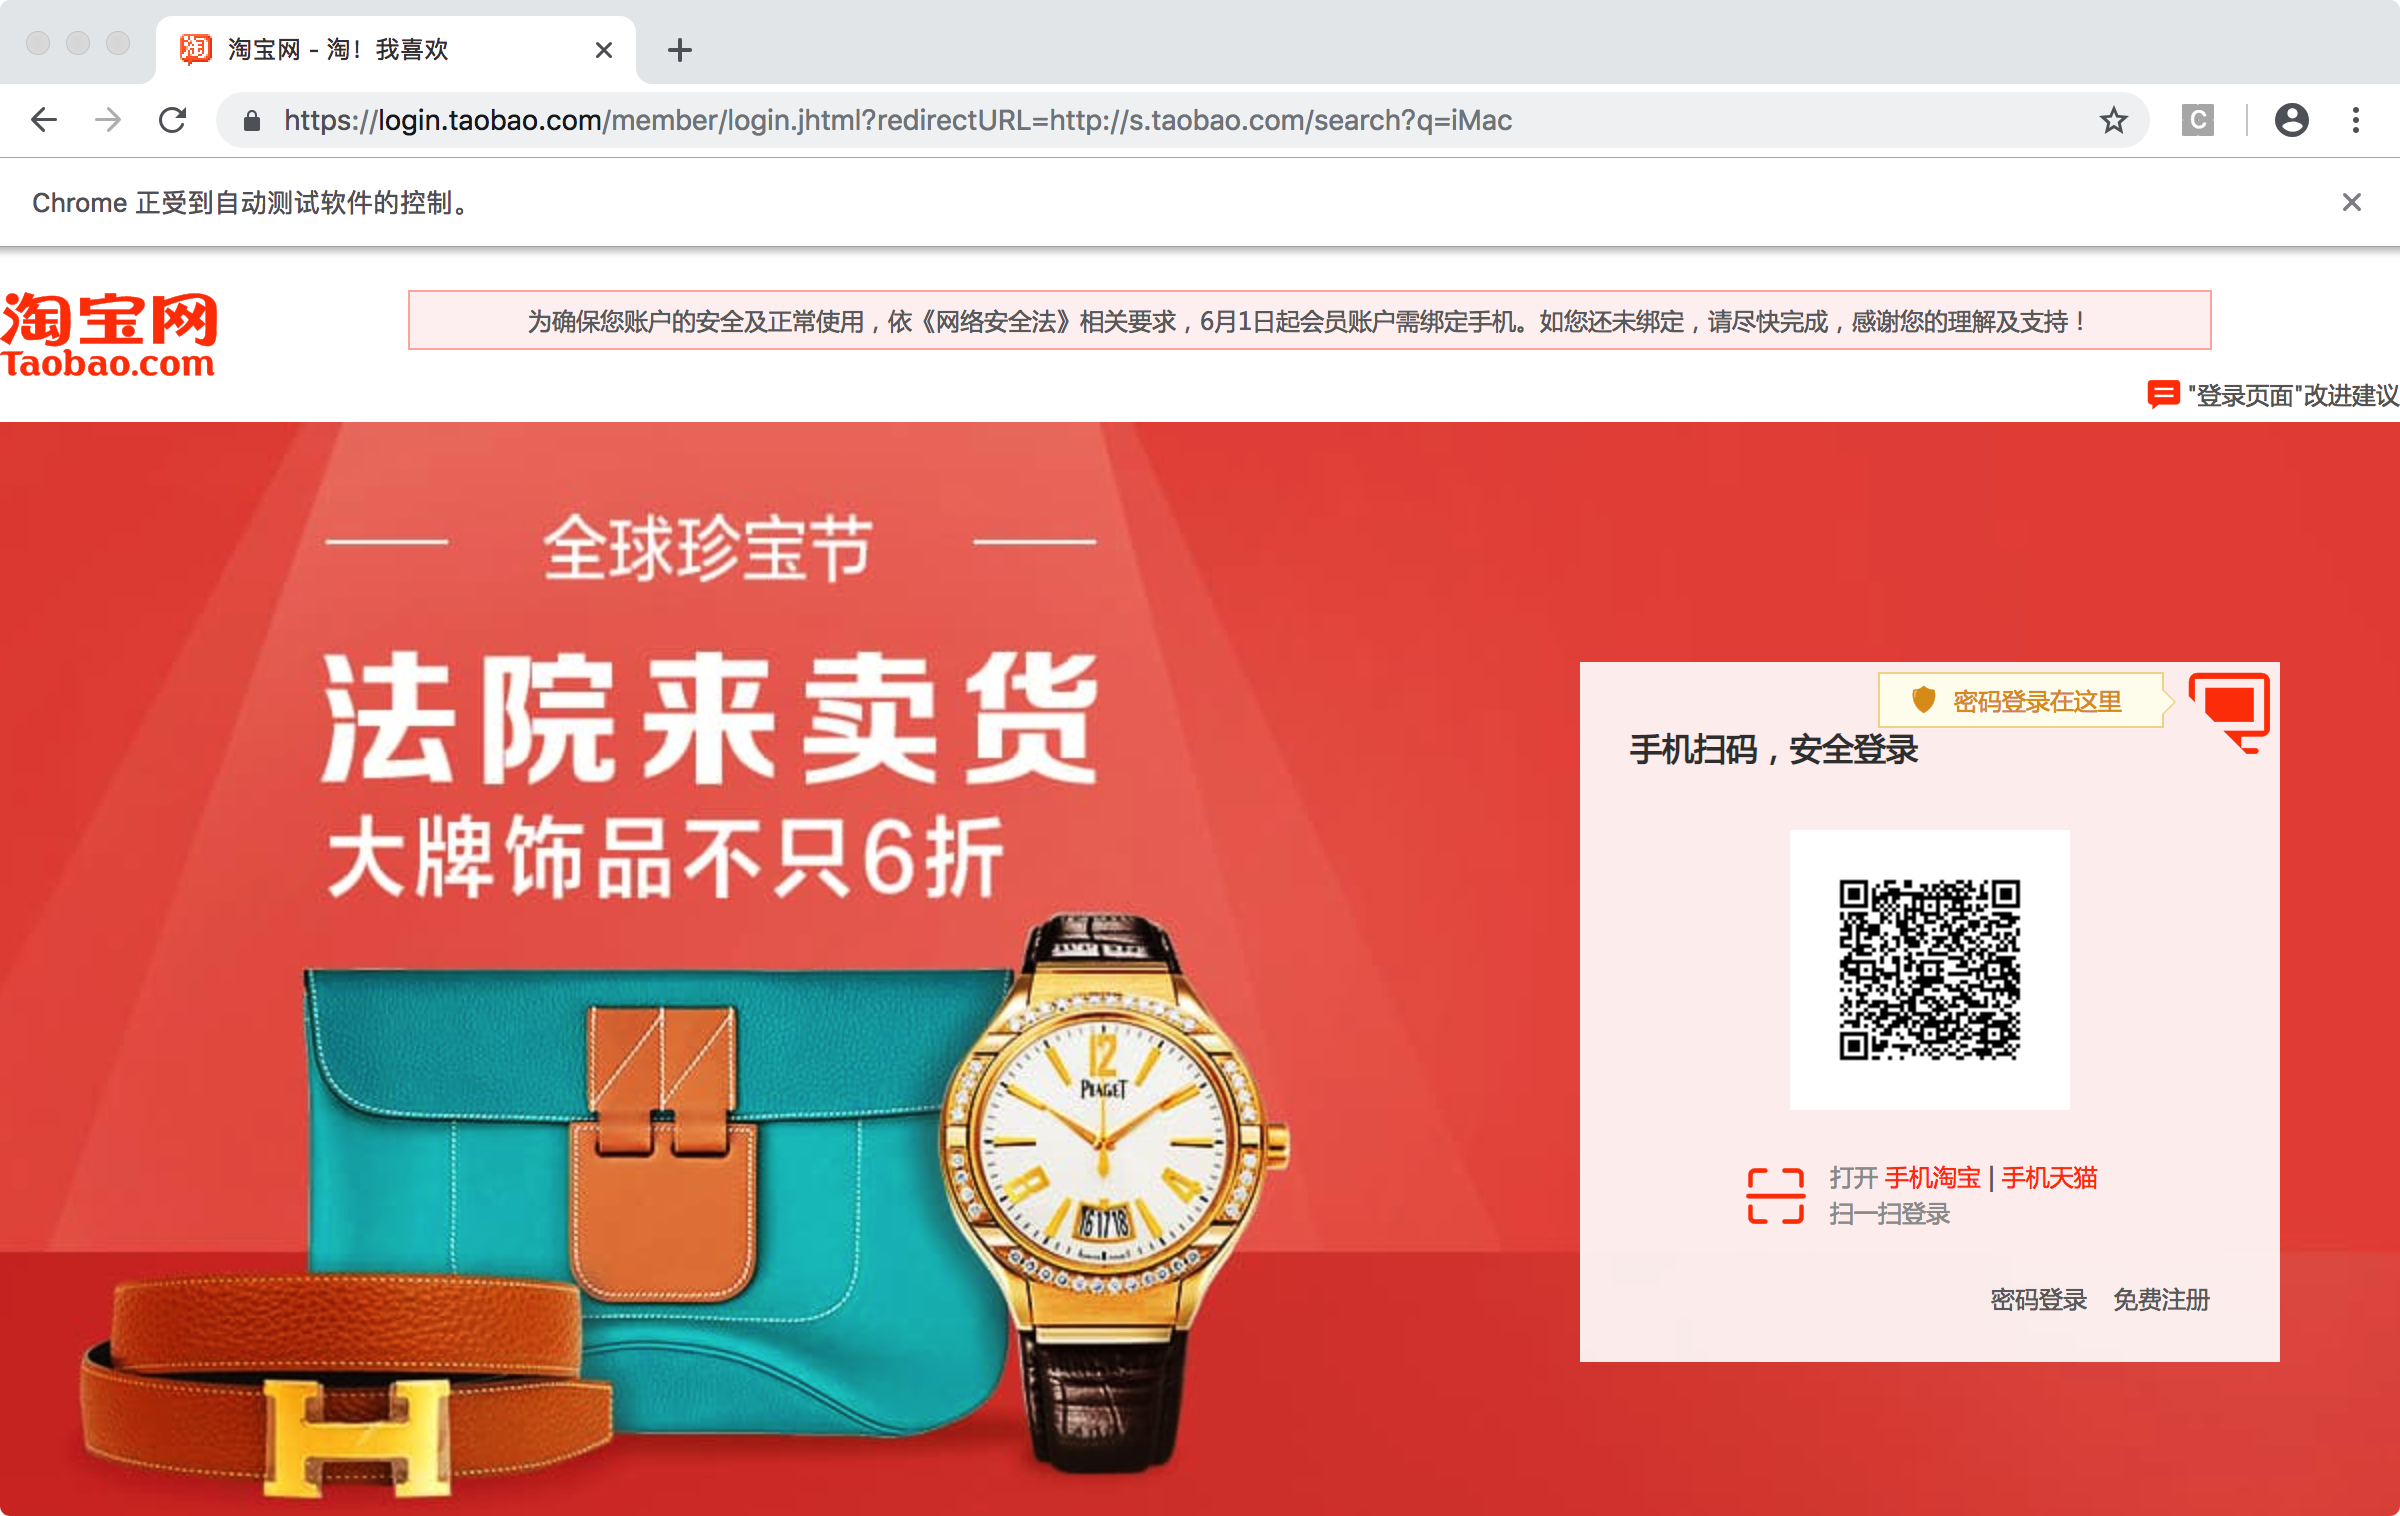 淘宝网 - 淘！我喜欢
https://login.taobao.com/member/login.jhtml?redirectURL=http://s.taobao.com/search?q=iMac
C
Chrome 正受到自动测试软件的控制。
淘宝网
Taobao.com
为确保您账户的安全及正常使用，依《网络安全法》相关要求，6月1日起会员账户需绑定手机。如您还未绑定，请尽快完成，感谢您的理解及支持！
"登录页面"改进建议
全球珍宝节
法院来卖货
大牌饰品不只6折
12
PIAGET
8
4
161718
密码登录在这里
手机扫码，安全登录
打开 手机淘宝 | 手机天猫
扫一扫登录
密码登录 免费注册